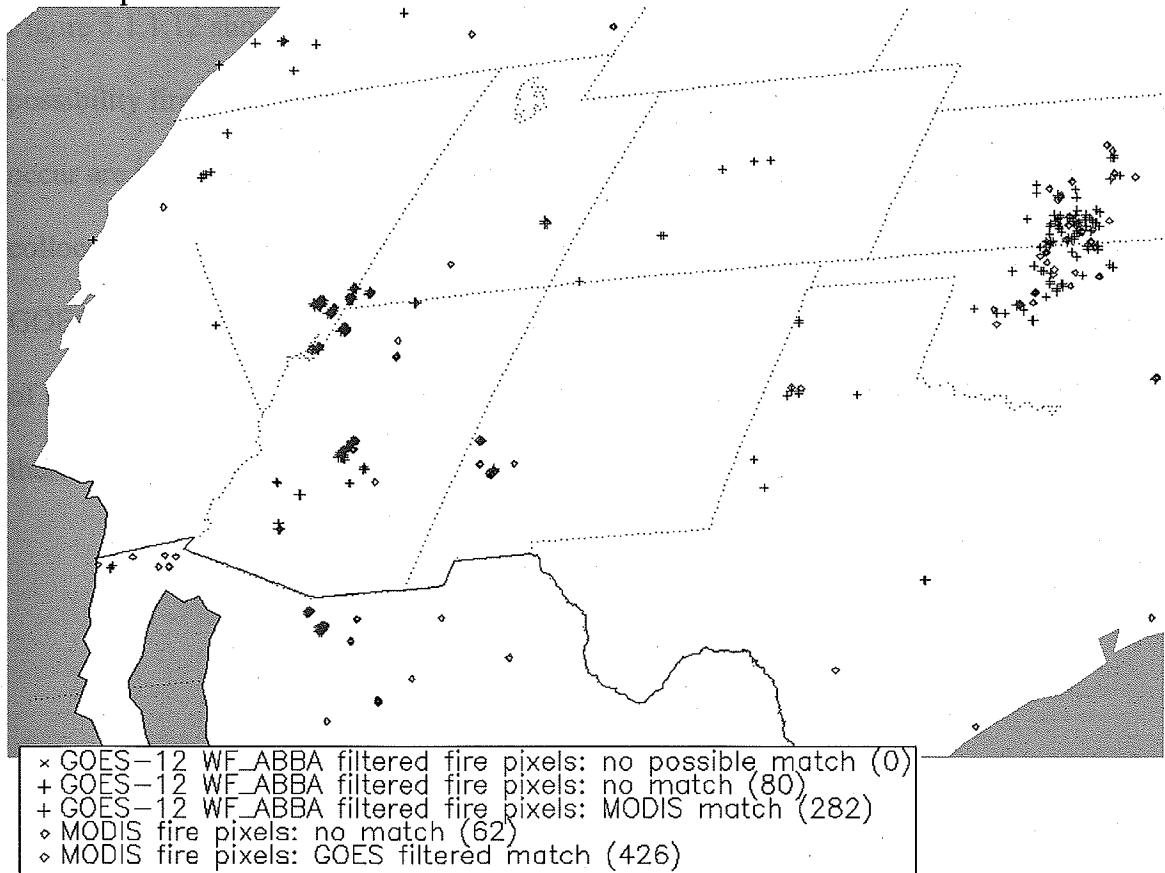 × GOES-12 WF_ABBA filtered fire pixels: no possible match (0)
+ GOES-12 WF_ABBA filtered fire pixels: no match (80)
+ GOES-12 WF_ABBA filtered fire pixels: MODIS match (282)
◇ MODIS fire pixels: no match (62)
◇ MODIS fire pixels: GOES filtered match (426)